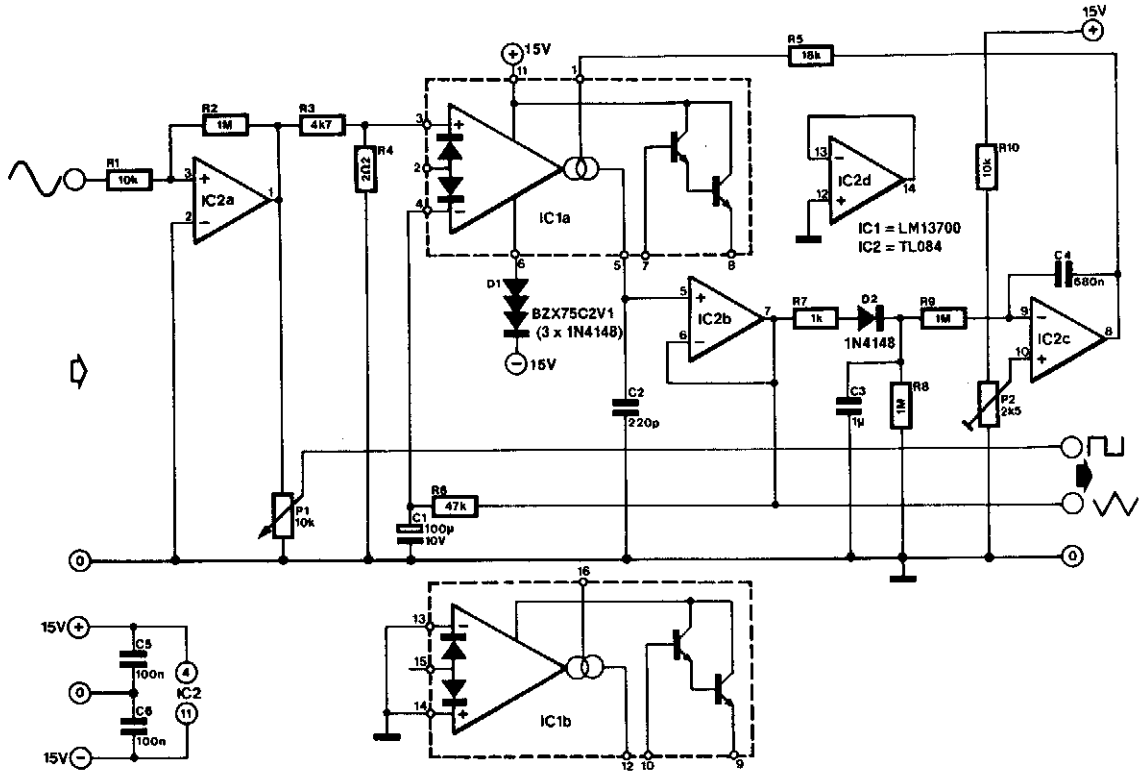 15V
+
15V
+
R5
18k
11
1
R2
1M
R3
4k7
R1
10k
3
+
IC2a
1
2
−
R4
2Ω2
3
+
2
4
−
IC1a
6
5
7
8
13
−
IC2d
14
12
+
IC1 = LM13700
IC2 = TL084
R10
10k
C4
680n
D1
BZX75C2V1
(3 x 1N4148)
−
15V
5
+
IC2b
7
6
−
R7
1k
D2
1N4148
R9
1M
9
−
IC2c
8
10
+
P2
2k5
C2
220p
C3
1µ
R8
1M
P1
10k
R6
47k
C1
100µ
10V
0
0
16
13
−
15
14
+
IC1b
12
10
9
15V
+
C5
100n
4
IC2
11
0
C6
100n
15V
−